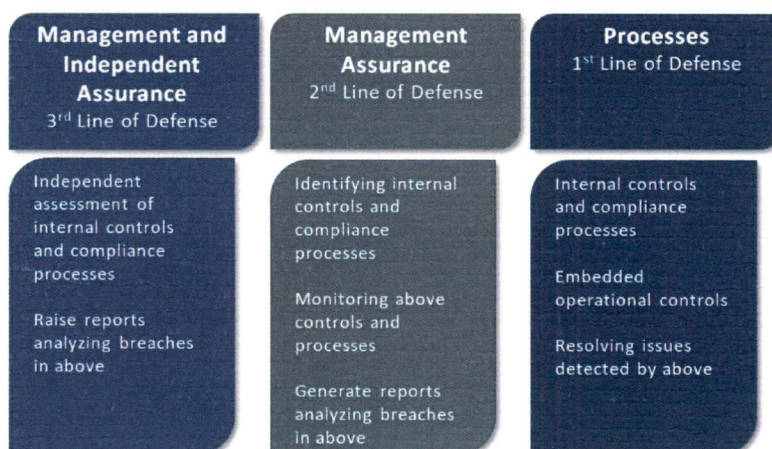 Management and
Independent
Assurance
3rd Line of Defense
Independent
assessment of
internal controls
and compliance
processes
Raise reports
analyzing breaches
in above
Management
Assurance
2nd Line of Defense
Identifying internal
controls and
compliance
processes
Monitoring above
controls and
processes
Generate reports
analyzing breaches
in above
Processes
1st Line of Defense
Internal controls
and compliance
processes
Embedded
operational controls
Resolving issues
detected by above